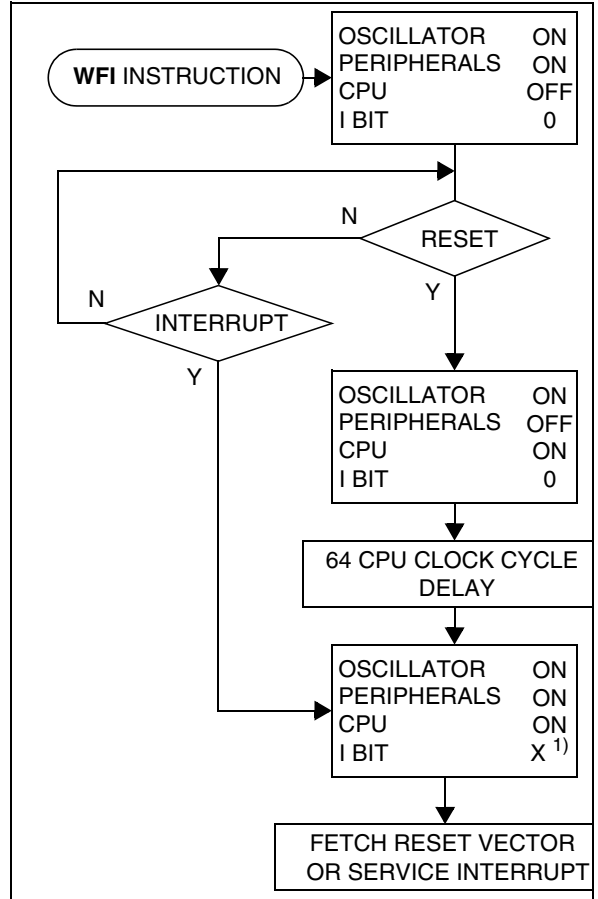 WFI INSTRUCTION
OSCILLATOR ON
PERIPHERALS ON
CPU OFF
I BIT 0
N
RESET
Y
N
INTERRUPT
Y
OSCILLATOR ON
PERIPHERALS OFF
CPU ON
I BIT 0
64 CPU CLOCK CYCLE
DELAY
OSCILLATOR ON
PERIPHERALS ON
CPU ON
I BIT X 1)
FETCH RESET VECTOR
OR SERVICE INTERRUPT